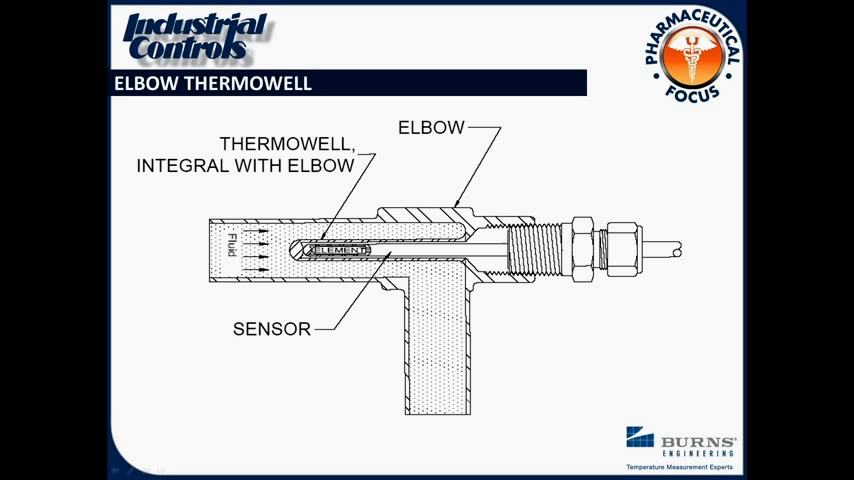 Industrial
Controls
PHARMACEUTICAL
FOCUS
ELBOW THERMOWELL
ELBOW
THERMOWELL,
INTEGRAL WITH ELBOW
Fluid
ELEMENT
SENSOR
BURNS
ENGINEERING
Temperature Measurement Experts